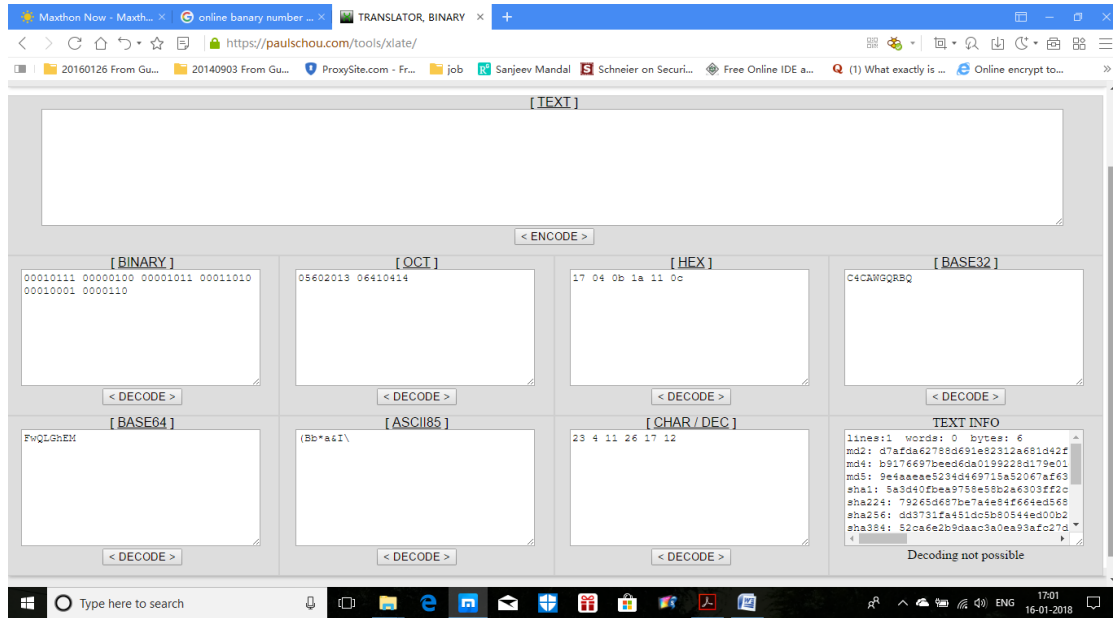 Maxthon Now - Maxth...
online banary number ...
TRANSLATOR, BINARY
https://paulschou.com/tools/xlate/
20160126 From Gu...
20140903 From Gu...
ProxySite.com - Fr...
job
Sanjeev Mandal
Schneier on Securi...
Free Online IDE a...
(1) What exactly is ...
Online encrypt to...
[ TEXT ]
< ENCODE >
[ BINARY ]
[ OCT ]
[ HEX ]
[ BASE32 ]
00010111 00000100 00001011 00011010
00010001 0000110
05602013 06410414
17 04 0b 1a 11 0c
C4CAWGQRBQ
< DECODE >
< DECODE >
< DECODE >
< DECODE >
[ BASE64 ]
[ ASCII85 ]
[ CHAR / DEC ]
TEXT INFO
FwQLGhEM
(Bb*a&I\
23 4 11 26 17 12
lines:1 words: 0 bytes: 6
md2: d7afda62788d691e82312a681d42f
md4: b9176697beed6da0199228d179e01
md5: 9e4aaeae5234d469715a52067af63
sha1: 5a3d40fbea9758e58b2a6303ff2c
sha224: 79265d687be7a4e84f664ed568
sha256: dd3731fa451dc5b80544ed00b2
sha384: 52ca6e2b9daac3a0ea93afc27d
< DECODE >
< DECODE >
< DECODE >
Decoding not possible
Type here to search
ENG
17:01
16-01-2018